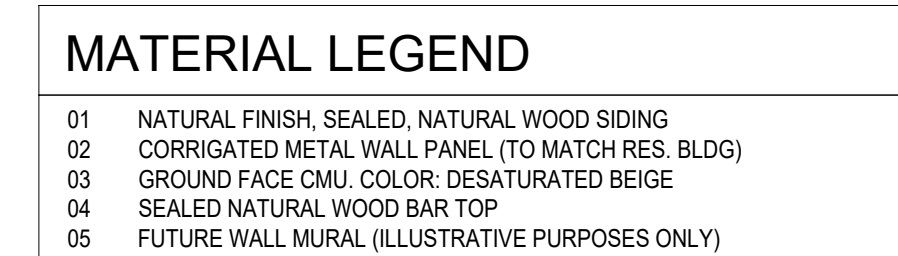 MATERIAL LEGEND
01 NATURAL FINISH, SEALED, NATURAL WOOD SIDING
02 CORRIGATED METAL WALL PANEL (TO MATCH RES. BLDG)
03 GROUND FACE CMU. COLOR: DESATURATED BEIGE
04 SEALED NATURAL WOOD BAR TOP
05 FUTURE WALL MURAL (ILLUSTRATIVE PURPOSES ONLY)